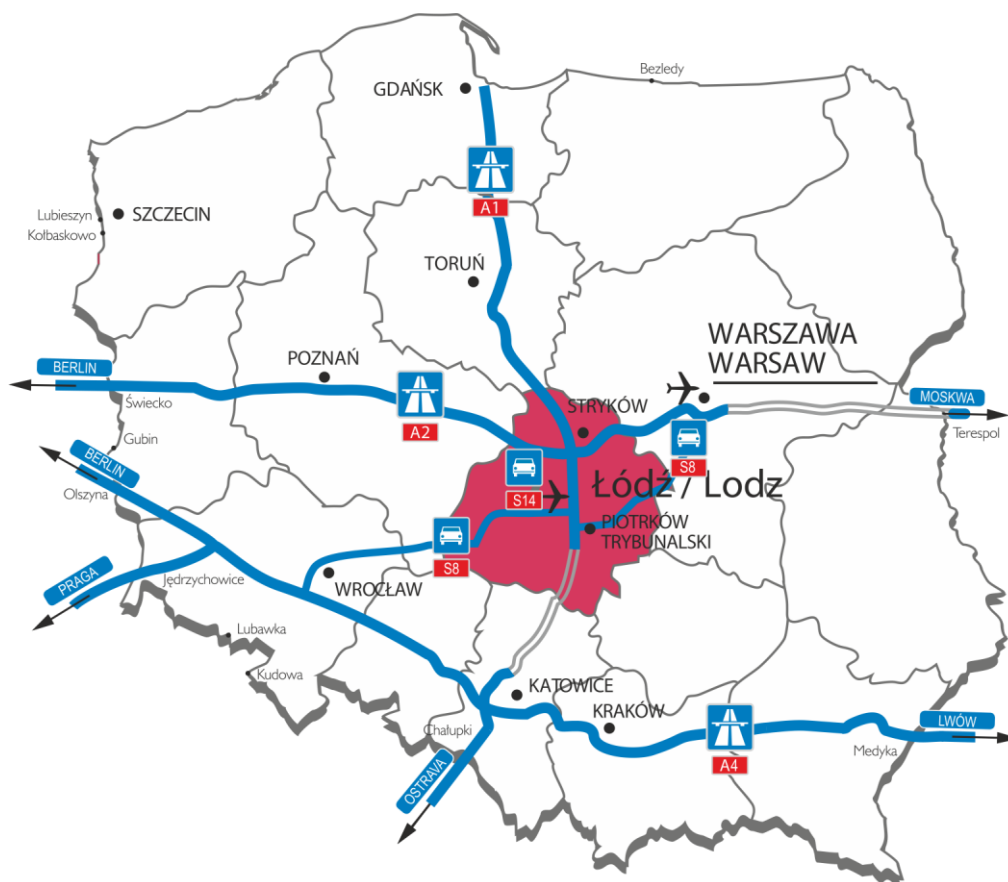 GDAŃSK
Bezledy
A1
Lubieszyn
SZCZECIN
Kołbaskowo
TORUŃ
WARSZAWA
WARSAW
POZNAŃ
BERLIN
MOSKWA
Świecko
A2
STRYKÓW
Terespol
Gubin
BERLIN
S8
Olszyna
S14
Łódź / Lodz
PIOTRKÓW
TRYBUNALSKI
S8
PRAGA
Jędrzychowice
WROCŁAW
Lubawka
Kudowa
KATOWICE
KRAKÓW
LWÓW
Chałupki
Medyka
A4
OSTRAVA